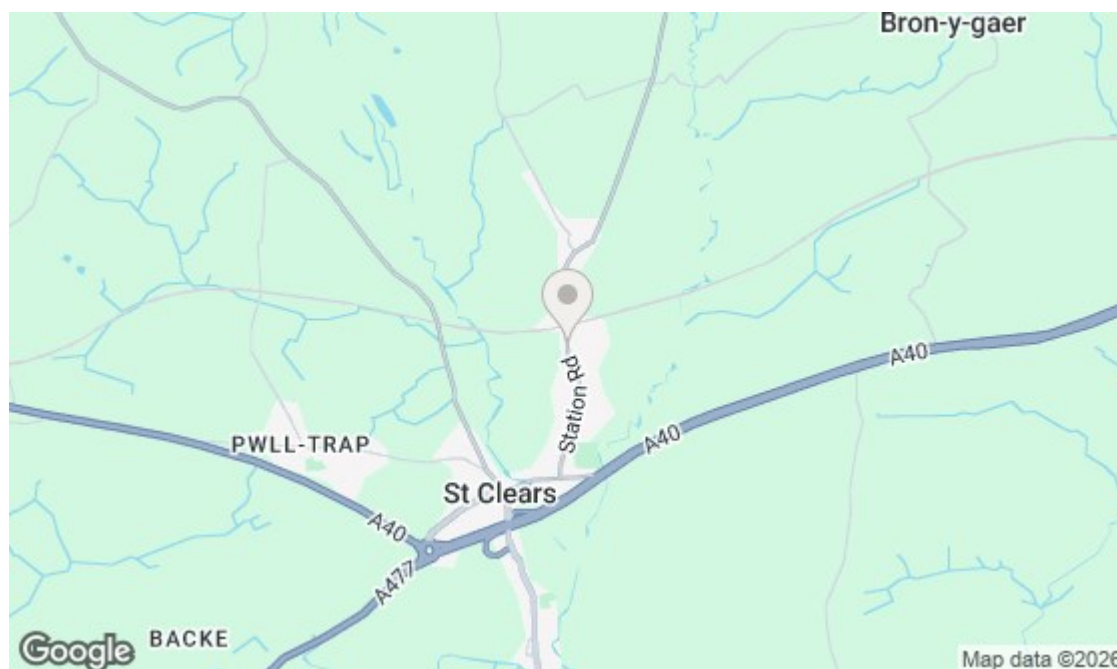 Bron-y-gaer
A40
Station Rd
A40
PWLL-TRAP
St Clears
A40
A477
BACKE
Google
Map data ©2026